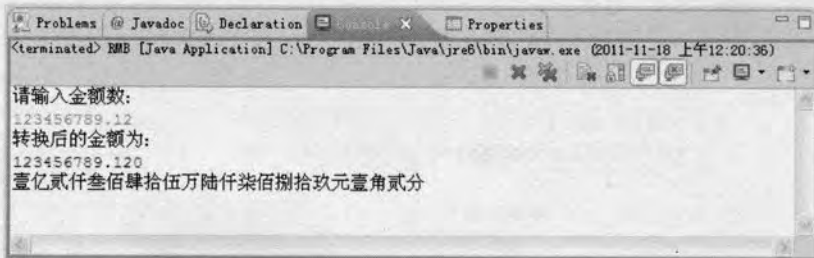 Problems @ Javadoc Declaration Console Properties
<terminated> RMB [Java Application] C:\Program Files\Java\jre6\bin\javaw.exe (2011-11-18 上午12:20:36)
请输入金额数:
123456789.12
转换后的金额为:
123456789.120
壹亿贰仟叁佰肆拾伍万陆仟柒佰捌拾玖元壹角贰分